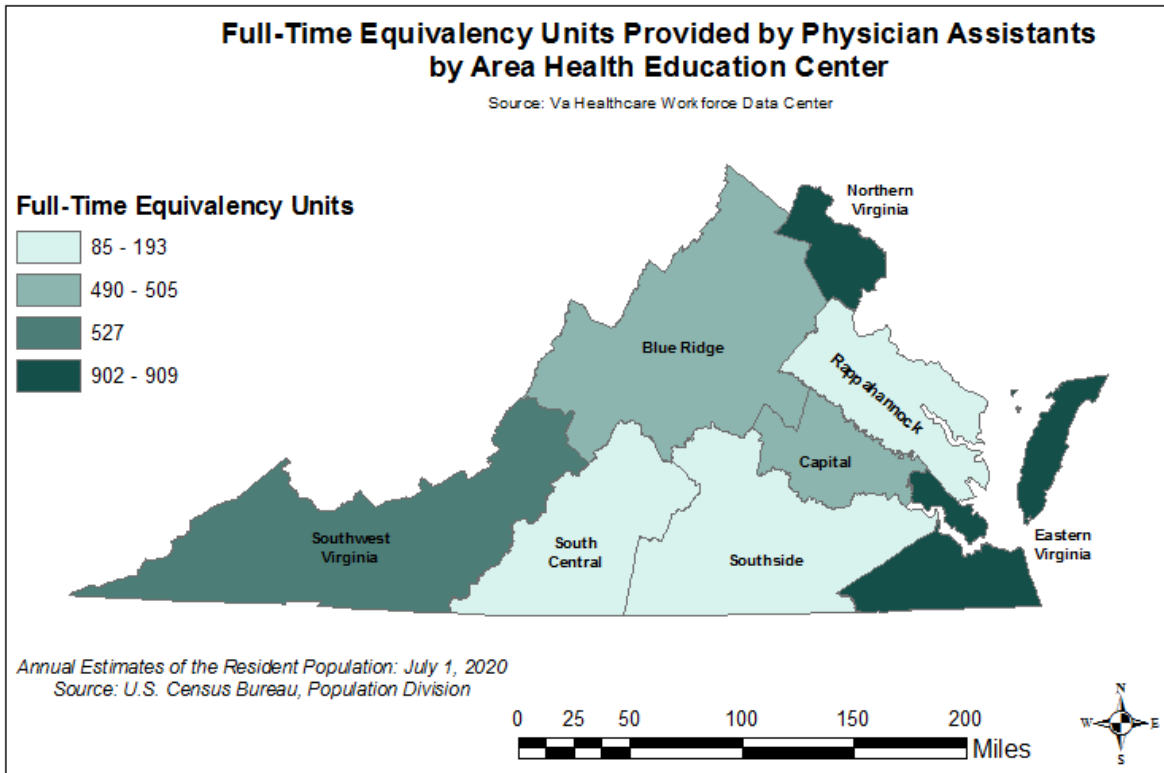 Full-Time Equivalency Units Provided by Physician Assistants
by Area Health Education Center
Source: Va Healthcare Workforce Data Center
Full-Time Equivalency Units
85 - 193
490 - 505
527
902 - 909
Northern
Virginia
Blue Ridge
Rappahannock
Capital
Southwest
Virginia
South
Central
Southside
Eastern
Virginia
Annual Estimates of the Resident Population: July 1, 2020
Source: U.S. Census Bureau, Population Division
0 25 50 100 150 200
Miles
N
W E
S